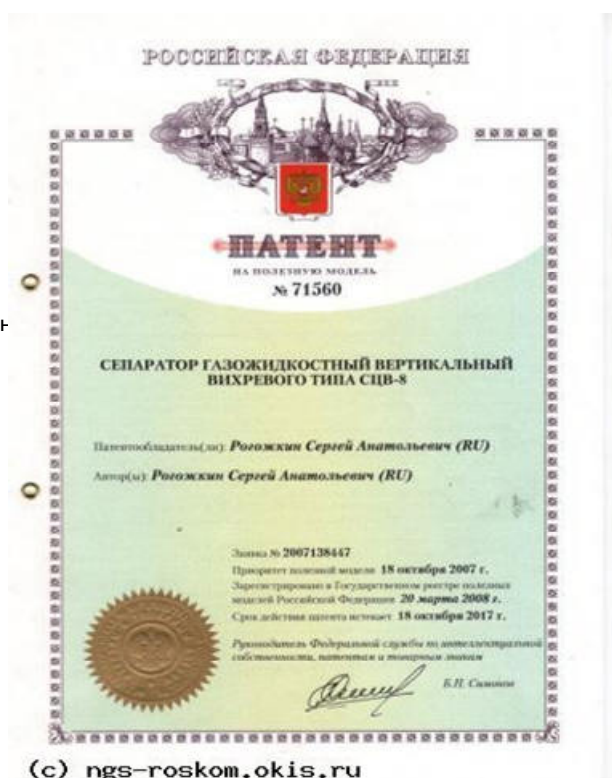 РОССИЙСКАЯ ФЕДЕРАЦИЯ
ПАТЕНТ
НА ПОЛЕЗНУЮ МОДЕЛЬ
№ 71560
н
СЕПАРАТОР ГАЗОЖИДКОСТНЫЙ ВЕРТИКАЛЬНЫЙ
ВИХРЕВОГО ТИПА СЦВ-8
Патентообладатель(ли): Рогожкин Сергей Анатольевич (RU)
Автор(ы): Рогожкин Сергей Анатольевич (RU)
Заявка № 2007138447
Приоритет полезной модели 18 октября 2007 г.
Зарегистрировано в Государственном реестре полезных
моделей Российской Федерации 20 марта 2008 г.
Срок действия патента истекает 18 октября 2017 г.
Руководитель Федеральной службы по интеллектуальной
собственности, патентам и товарным знакам
Б.П. Симонов
(c) ngs-roskom.okis.ru